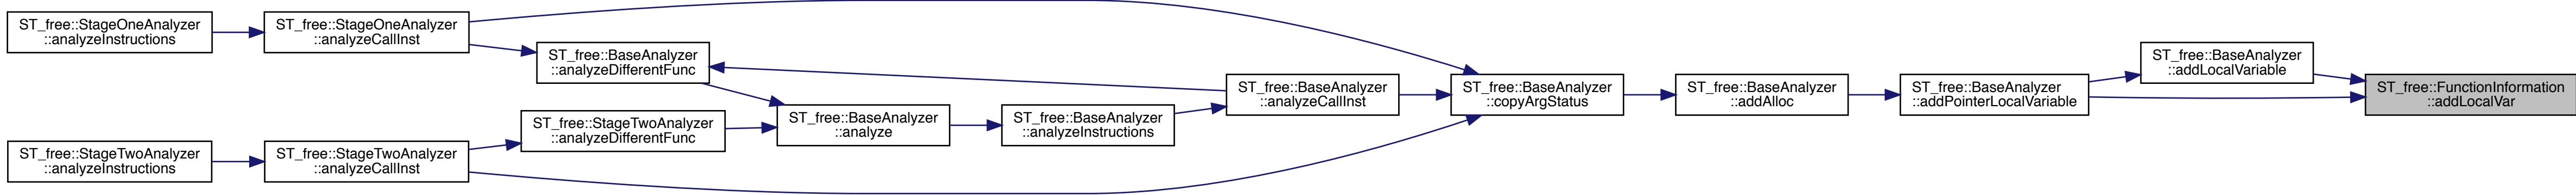 ST_free::StageOneAnalyzer
::analyzeInstructions
ST_free::StageOneAnalyzer
::analyzeCallInst
ST_free::BaseAnalyzer
::analyzeDifferentFunc
ST_free::StageTwoAnalyzer
::analyzeInstructions
ST_free::StageTwoAnalyzer
::analyzeCallInst
ST_free::StageTwoAnalyzer
::analyzeDifferentFunc
ST_free::BaseAnalyzer
::analyze
ST_free::BaseAnalyzer
::analyzeInstructions
ST_free::BaseAnalyzer
::analyzeCallInst
ST_free::BaseAnalyzer
::copyArgStatus
ST_free::BaseAnalyzer
::addAlloc
ST_free::BaseAnalyzer
::addPointerLocalVariable
ST_free::BaseAnalyzer
::addLocalVariable
ST_free::FunctionInformation
::addLocalVar